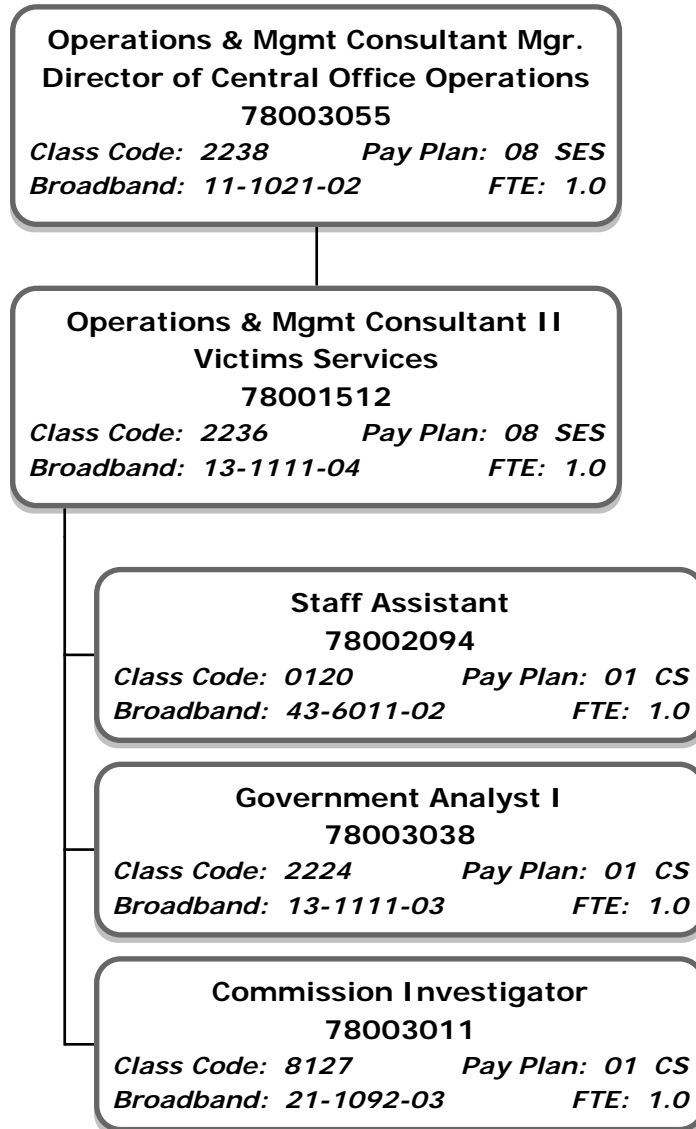 Operations & Mgmt Consultant Mgr.
Director of Central Office Operations
78003055
Class Code: 2238 Pay Plan: 08 SES
Broadband: 11-1021-02 FTE: 1.0
Operations & Mgmt Consultant II
Victims Services
78001512
Class Code: 2236 Pay Plan: 08 SES
Broadband: 13-1111-04 FTE: 1.0
Staff Assistant
78002094
Class Code: 0120 Pay Plan: 01 CS
Broadband: 43-6011-02 FTE: 1.0
Government Analyst I
78003038
Class Code: 2224 Pay Plan: 01 CS
Broadband: 13-1111-03 FTE: 1.0
Commission Investigator
78003011
Class Code: 8127 Pay Plan: 01 CS
Broadband: 21-1092-03 FTE: 1.0